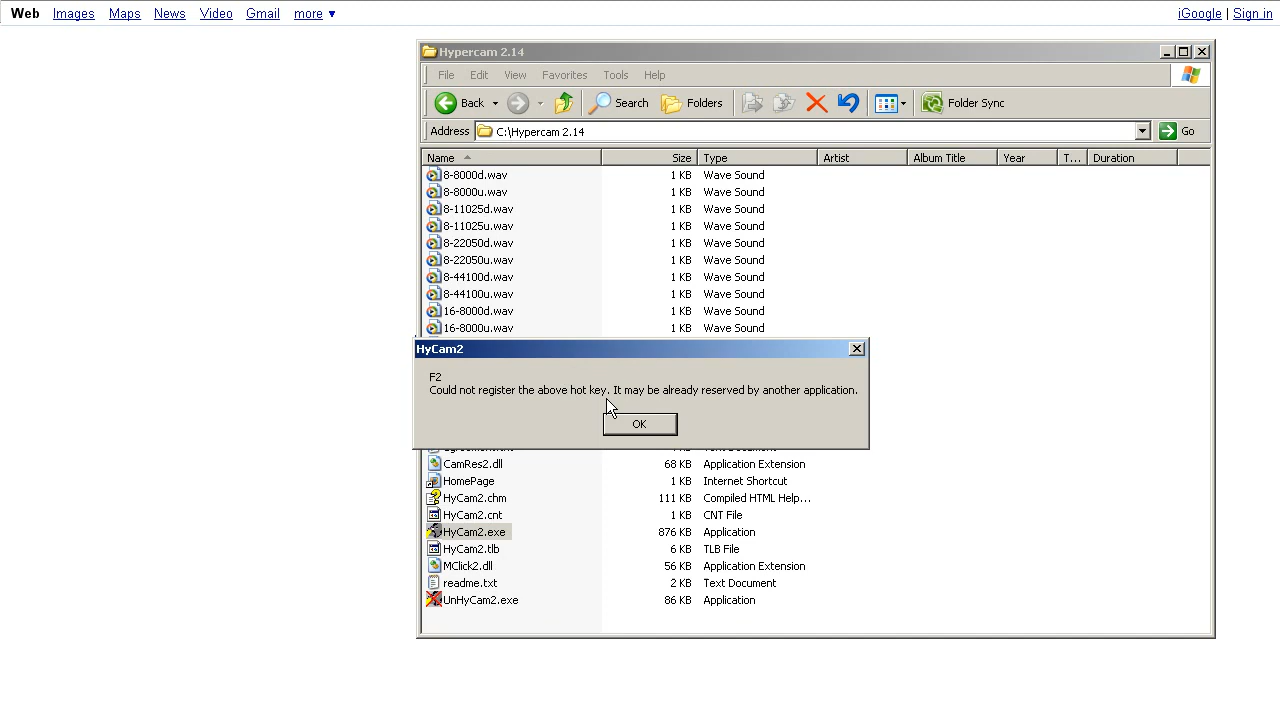 Web Images Maps News Video Gmail more ▼ iGoogle | Sign in
Hypercam 2.14
File Edit View Favorites Tools Help
Back Search Folders Folder Sync
Address C:\Hypercam 2.14 Go
Name Size Type Artist Album Title Year T... Duration
8-8000d.wav 1 KB Wave Sound
8-8000u.wav 1 KB Wave Sound
8-11025d.wav 1 KB Wave Sound
8-11025u.wav 1 KB Wave Sound
8-22050d.wav 1 KB Wave Sound
8-22050u.wav 1 KB Wave Sound
8-44100d.wav 1 KB Wave Sound
8-44100u.wav 1 KB Wave Sound
16-8000d.wav 1 KB Wave Sound
16-8000u.wav 1 KB Wave Sound
HyCam2
F2
Could not register the above hot key. It may be already reserved by another application.
OK
CamRes2.dll 68 KB Application Extension
HomePage 1 KB Internet Shortcut
HyCam2.chm 111 KB Compiled HTML Help...
HyCam2.cnt 1 KB CNT File
HyCam2.exe 876 KB Application
HyCam2.tlb 6 KB TLB File
MClick2.dll 56 KB Application Extension
readme.txt 2 KB Text Document
UnHyCam2.exe 86 KB Application